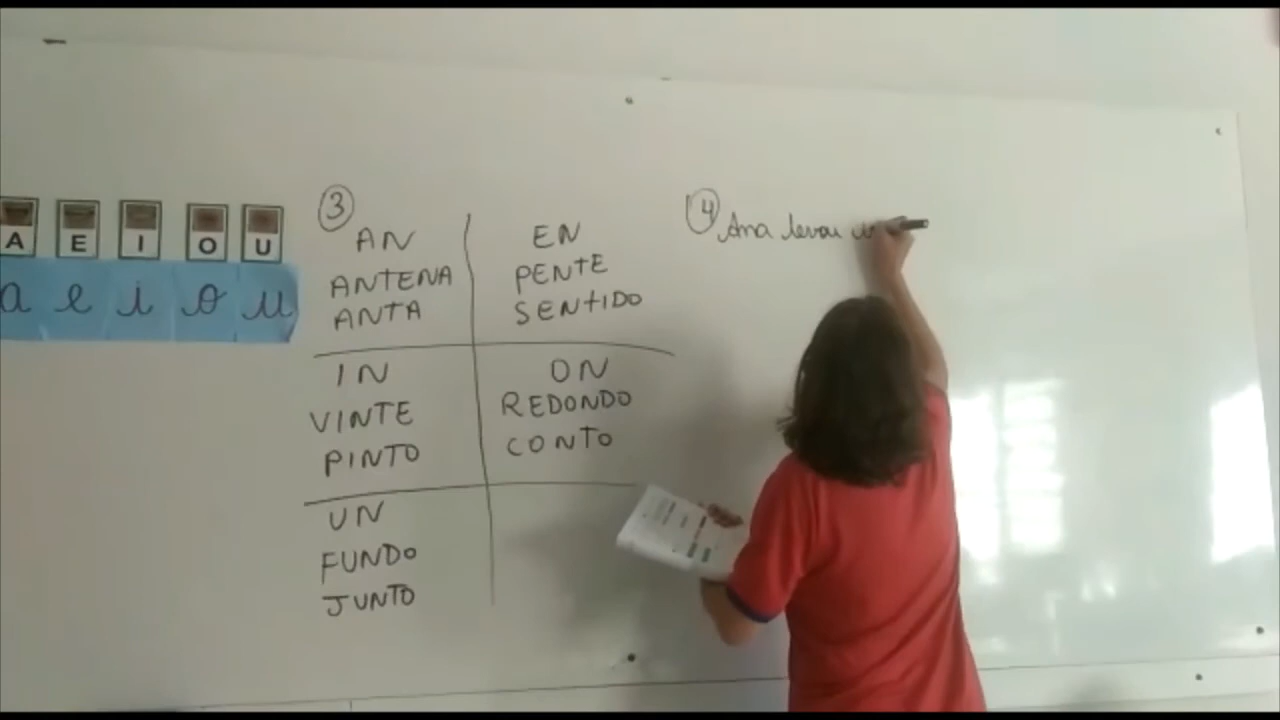 A E I O U
a e i o u
3
AN
ANTENA
ANTA
EN
PENTE
SENTIDO
IN
VINTE
PINTO
ON
REDONDO
CONTO
UN
FUNDO
JUNTO
4 Ana levou